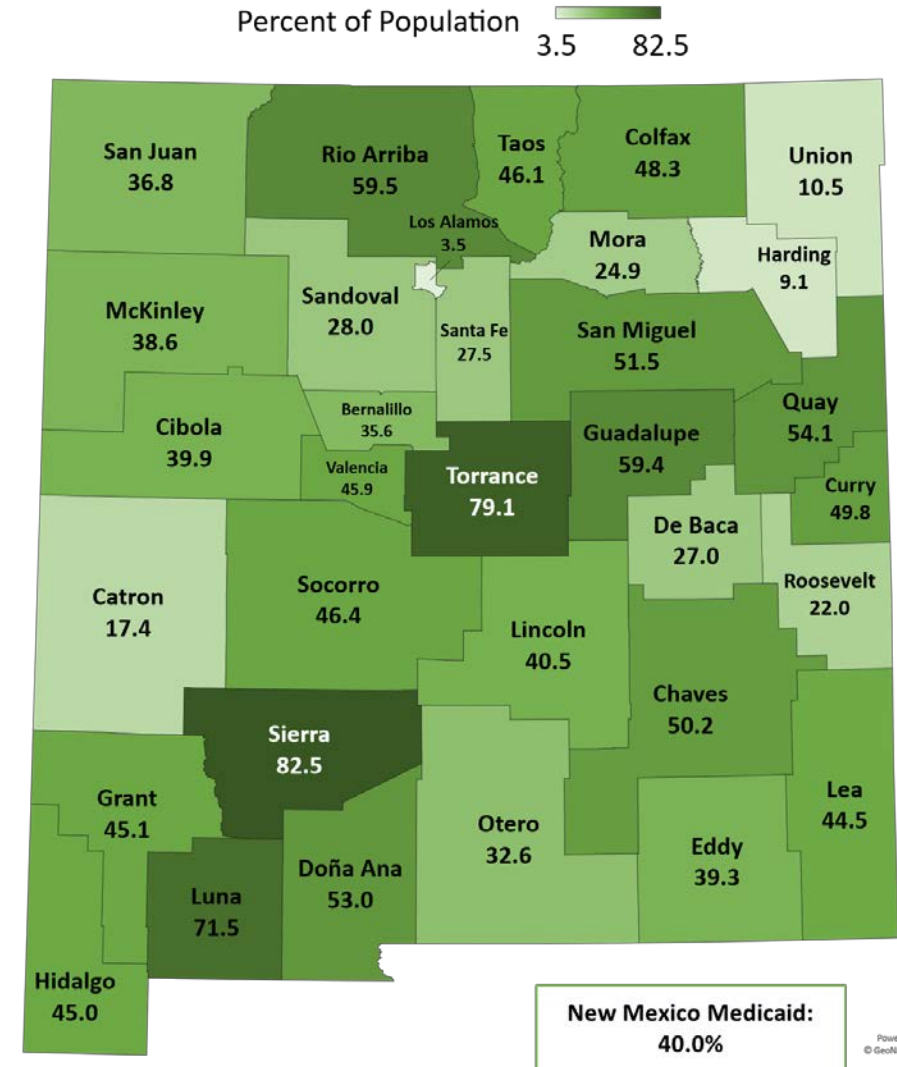 Percent of Population
3.5 82.5
San Juan
36.8
Rio Arriba
59.5
Taos
46.1
Colfax
48.3
Union
10.5
Los Alamos
3.5
Mora
24.9
Harding
9.1
McKinley
38.6
Sandoval
28.0
Santa Fe
27.5
San Miguel
51.5
Quay
54.1
Cibola
39.9
Bernalillo
35.6
Valencia
45.9
Torrance
79.1
Guadalupe
59.4
Curry
49.8
De Baca
27.0
Roosevelt
22.0
Catron
17.4
Socorro
46.4
Lincoln
40.5
Chaves
50.2
Sierra
82.5
Grant
45.1
Otero
32.6
Eddy
39.3
Lea
44.5
Luna
71.5
Doña Ana
53.0
Hidalgo
45.0
New Mexico Medicaid:
40.0%
Powe
© GeoN